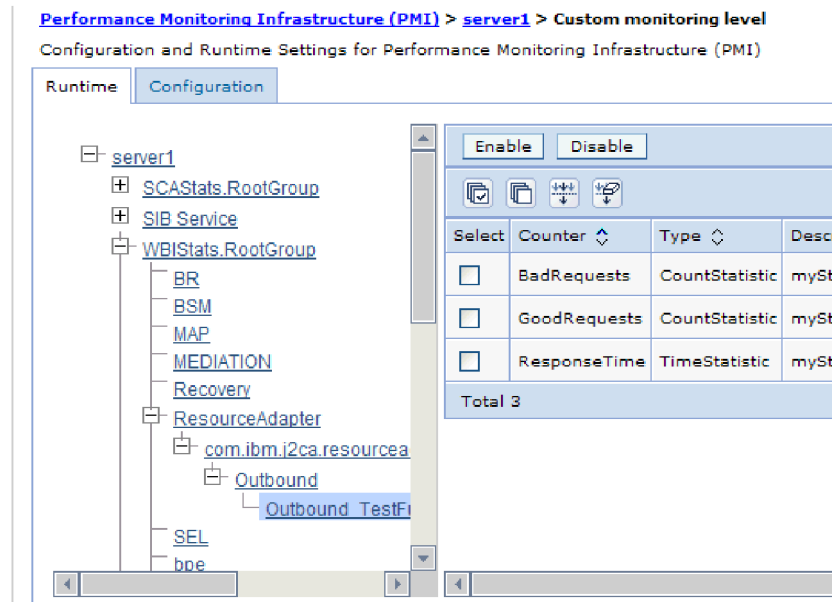 Performance Monitoring Infrastructure (PMI) > server1 > Custom monitoring level
Configuration and Runtime Settings for Performance Monitoring Infrastructure (PMI)
Runtime Configuration
server1
SCAStats.RootGroup
SIB Service
WBIStats.RootGroup
BR
BSM
MAP
MEDIATION
Recovery
ResourceAdapter
com.ibm.j2ca.resourcea
Outbound
Outbound_TestFu
SEL
bpe
Enable Disable
Select Counter Type Desc
BadRequests CountStatistic mySt
GoodRequests CountStatistic mySt
ResponseTime TimeStatistic mySt
Total 3